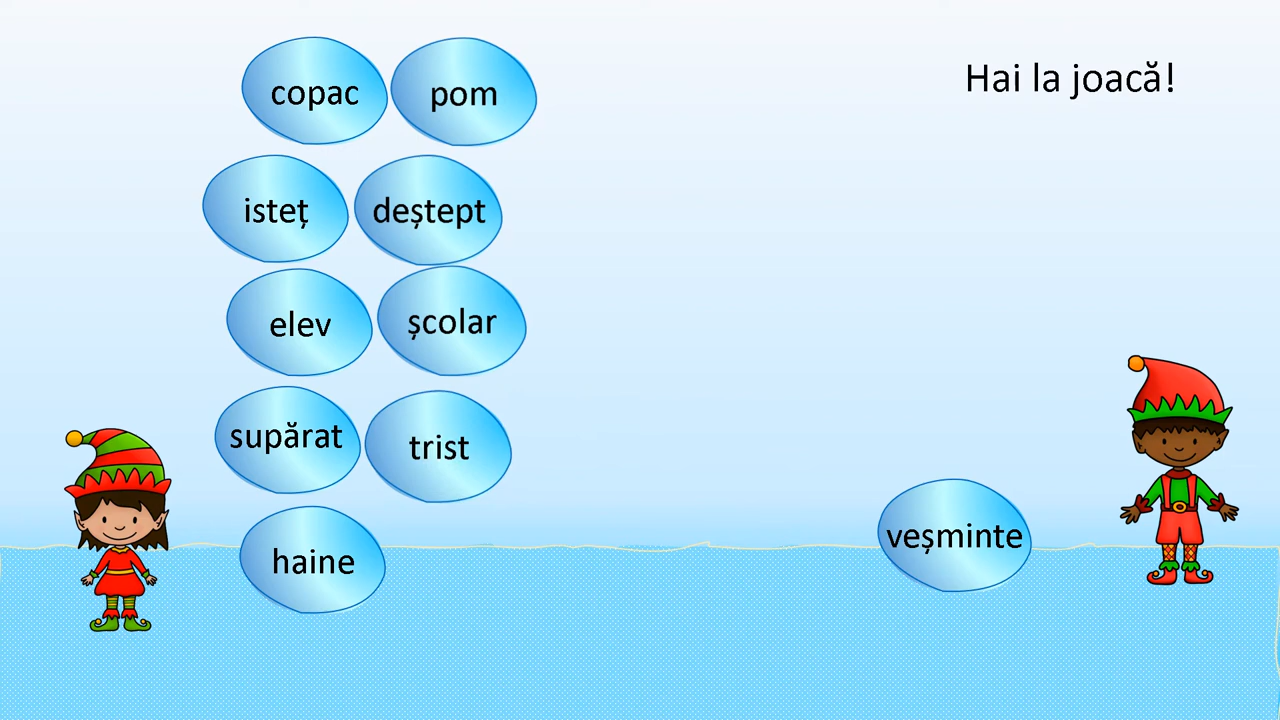 Hai la joacă!
copac pom
isteț deștept
elev școlar
supărat trist
haine veșminte